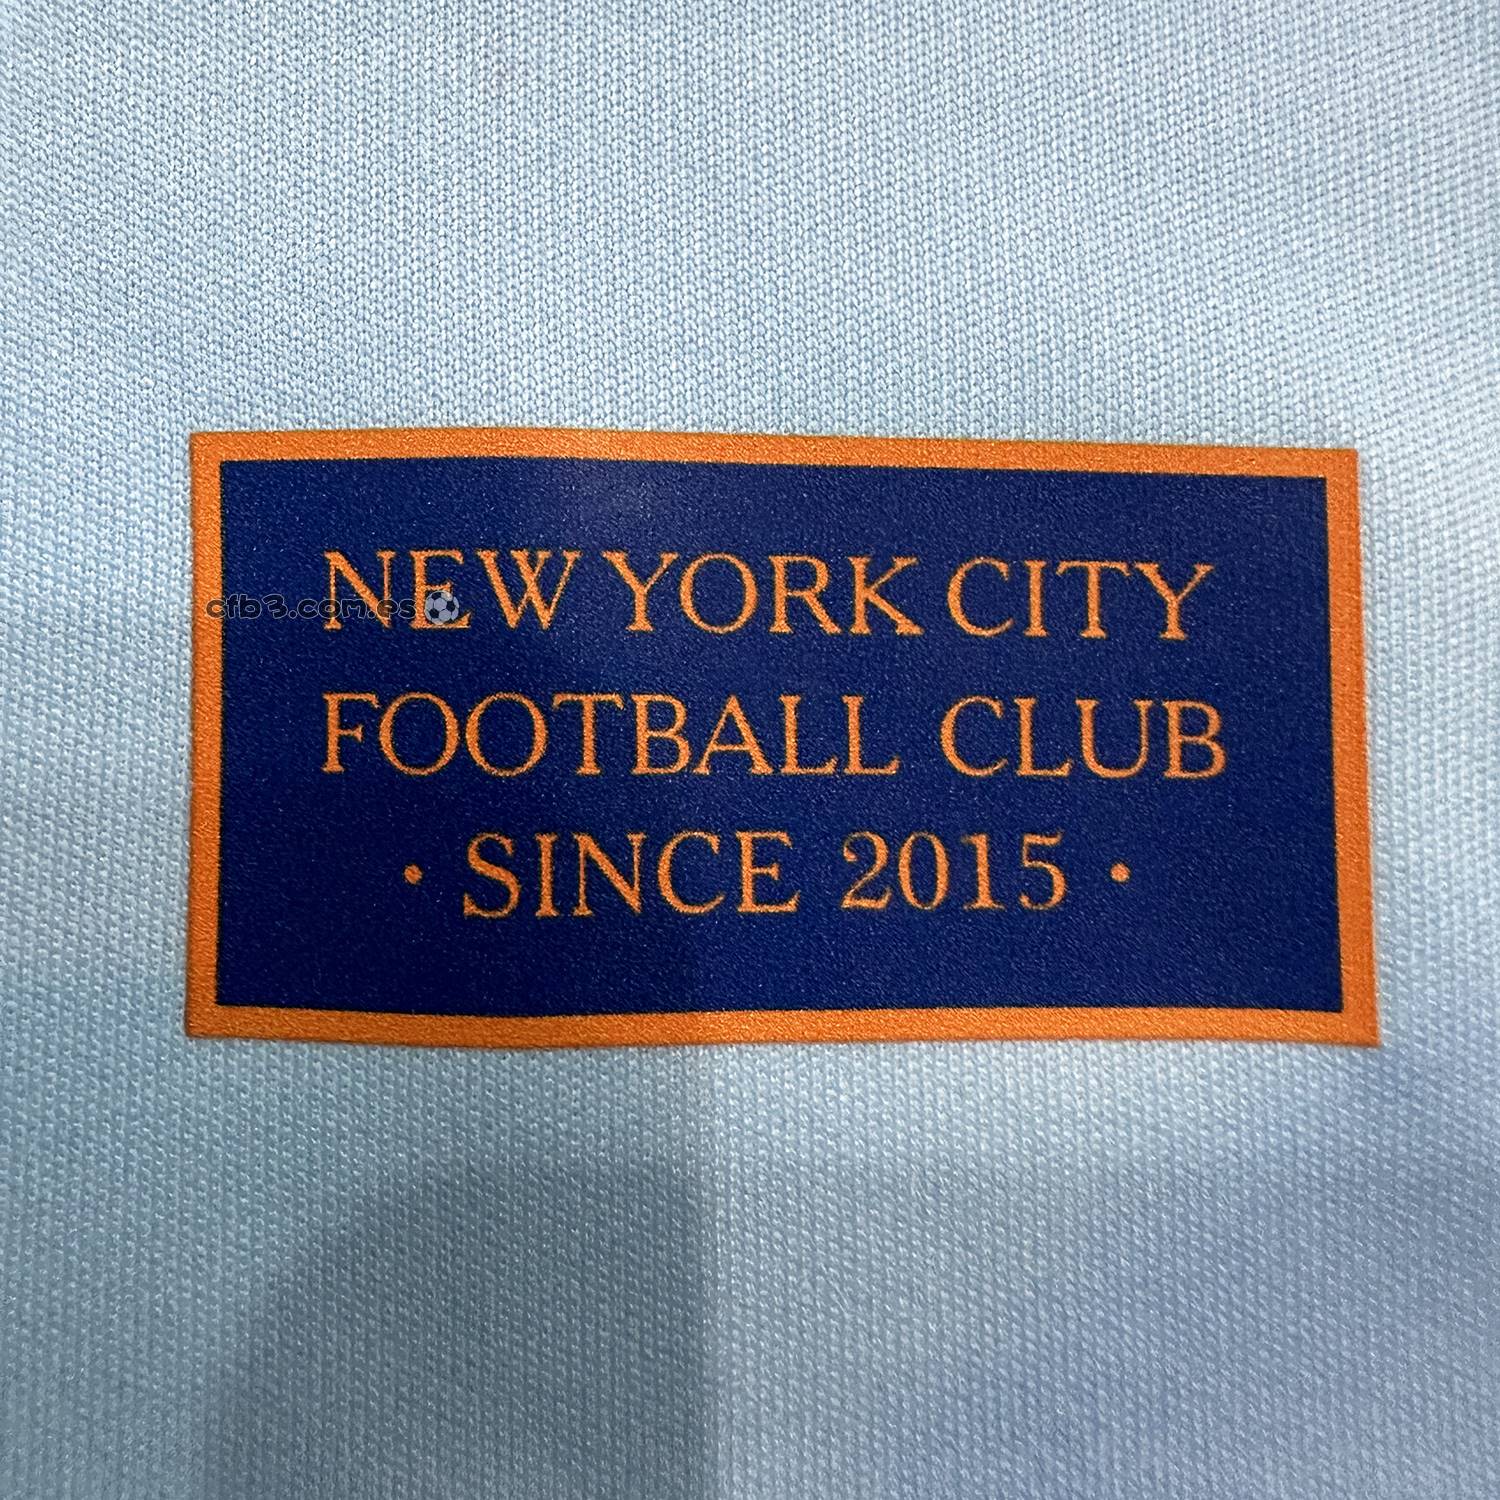 NEW YORK CITY
cfb3.com.es
FOOTBALL CLUB
· SINCE 2015 ·